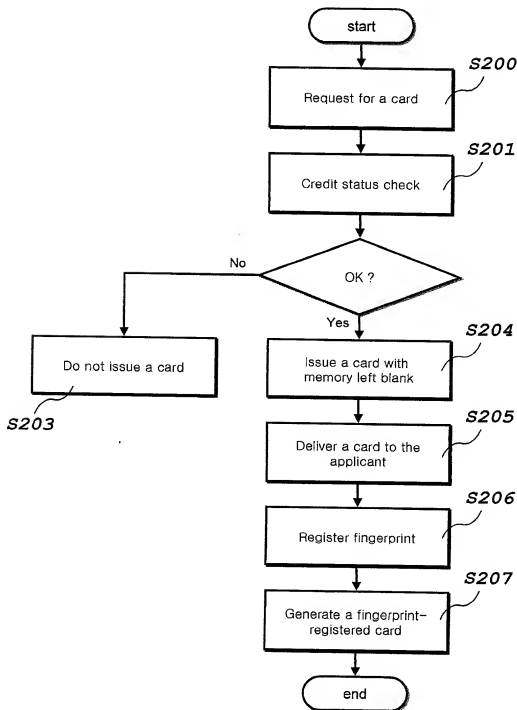 start
S200
Request for a card
S201
Credit status check
No
OK ?
Yes
S204
Do not issue a card
Issue a card with
memory left blank
S203
S205
Deliver a card to the
applicant
S206
Register fingerprint
S207
Generate a fingerprint-
registered card
end